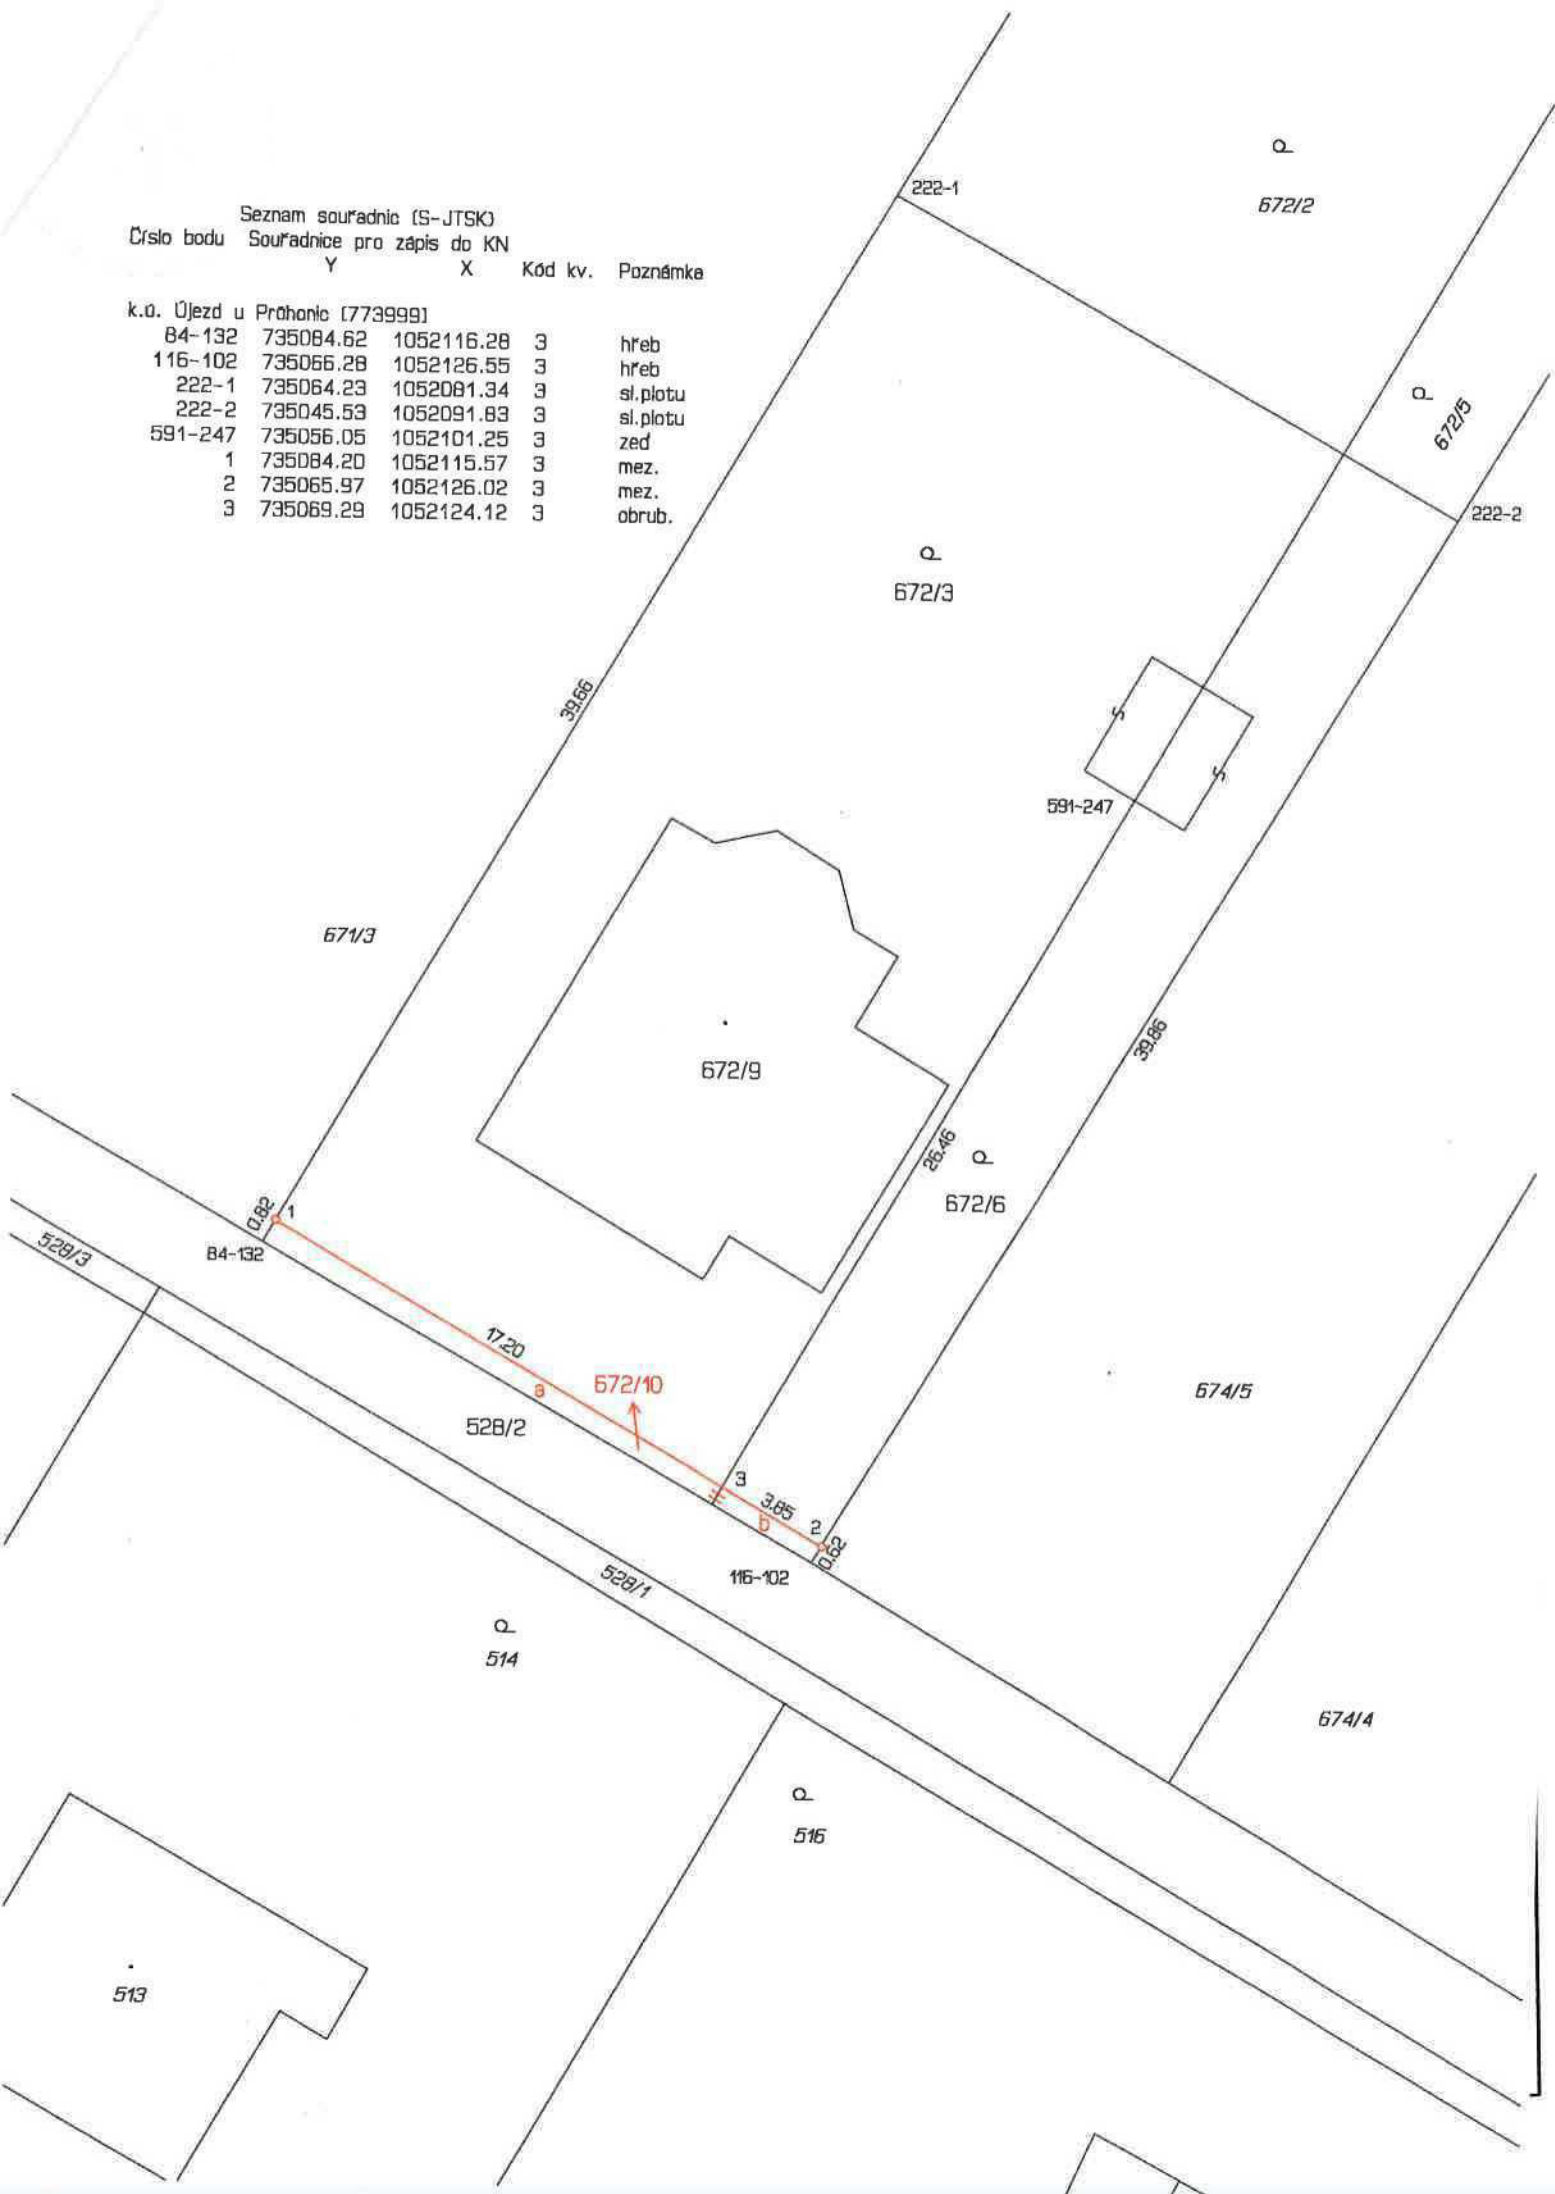 Seznam souřadnic (S-JTSK)
Číslo bodu Souřadnice pro zápis do KN
Y X Kód kv. Poznámka
k.ú. Újezd u Průhonic [773999]
84-132 735084.62 1052116.28 3 hřeb
116-102 735066.28 1052126.55 3 hřeb
222-1 735064.23 1052081.34 3 sl.plotu
222-2 735045.53 1052091.83 3 sl.plotu
591-247 735056.05 1052101.25 3 zeď
1 735084.20 1052115.57 3 mez.
2 735065.97 1052126.02 3 mez.
3 735069.29 1052124.12 3 obrub.
222-1
672/2
672/5
222-2
672/3
39.66
591-247
671/3
672/9
39.86
26.46
672/6
0.82
1
84-132
528/3
17.20
a
672/10
528/2
674/5
3
3.85
b
2
0.62
116-102
528/1
514
674/4
516
513